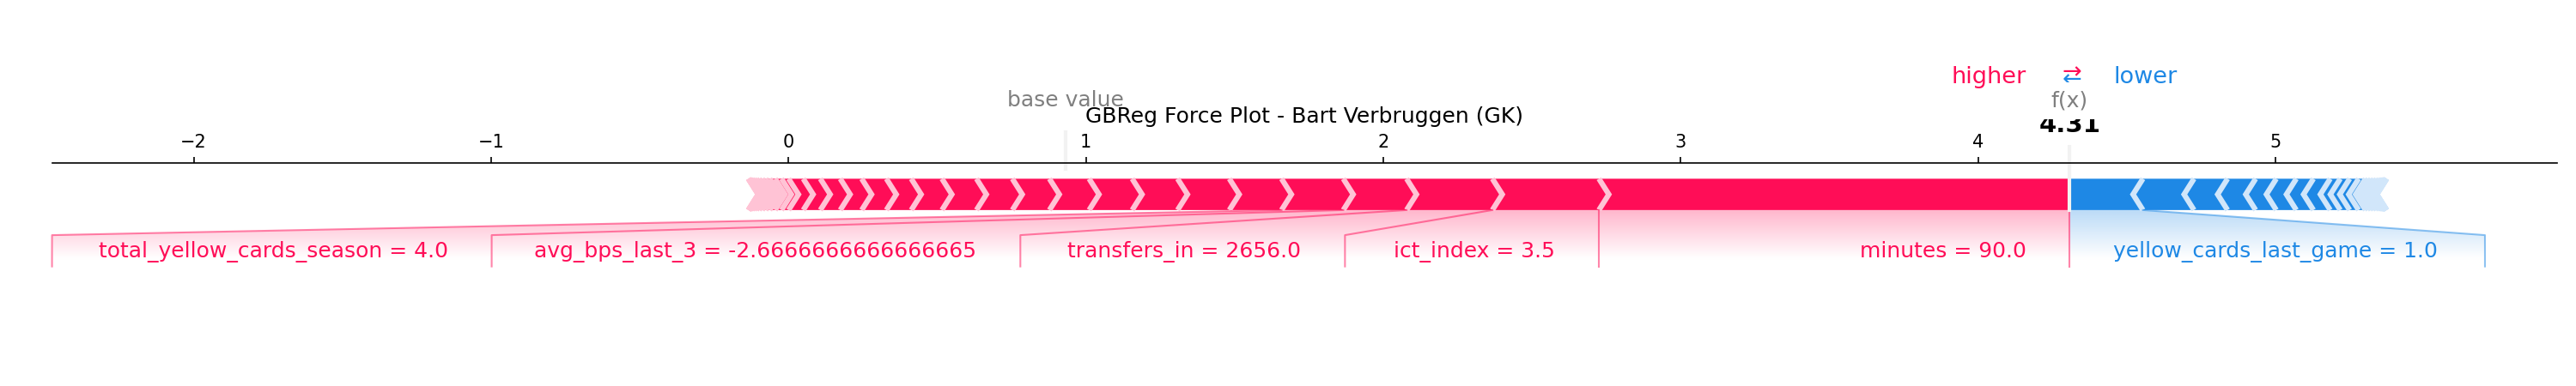 higher ⇄ lower
base value
f(x)
GBReg Force Plot - Bart Verbruggen (GK)
4.31
−2 −1 0 1 2 3 4 5
total_yellow_cards_season = 4.0
avg_bps_last_3 = -2.6666666666666665
transfers_in = 2656.0
ict_index = 3.5
minutes = 90.0
yellow_cards_last_game = 1.0